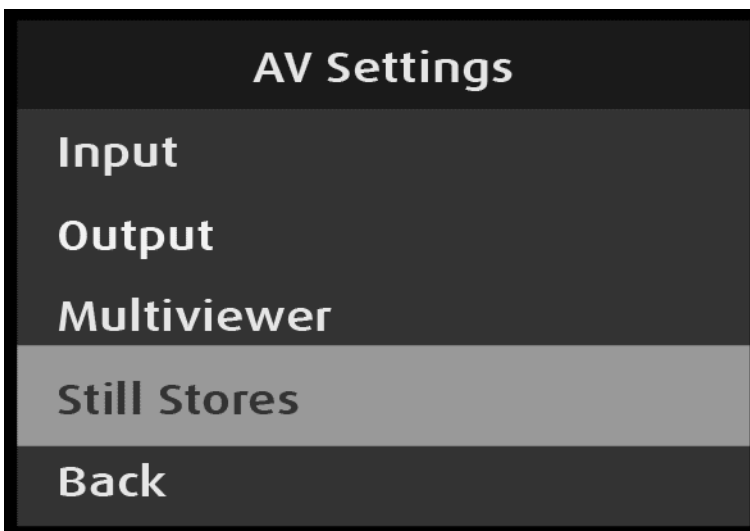 AV Settings
Input
Output
Multiviewer
Still Stores
Back